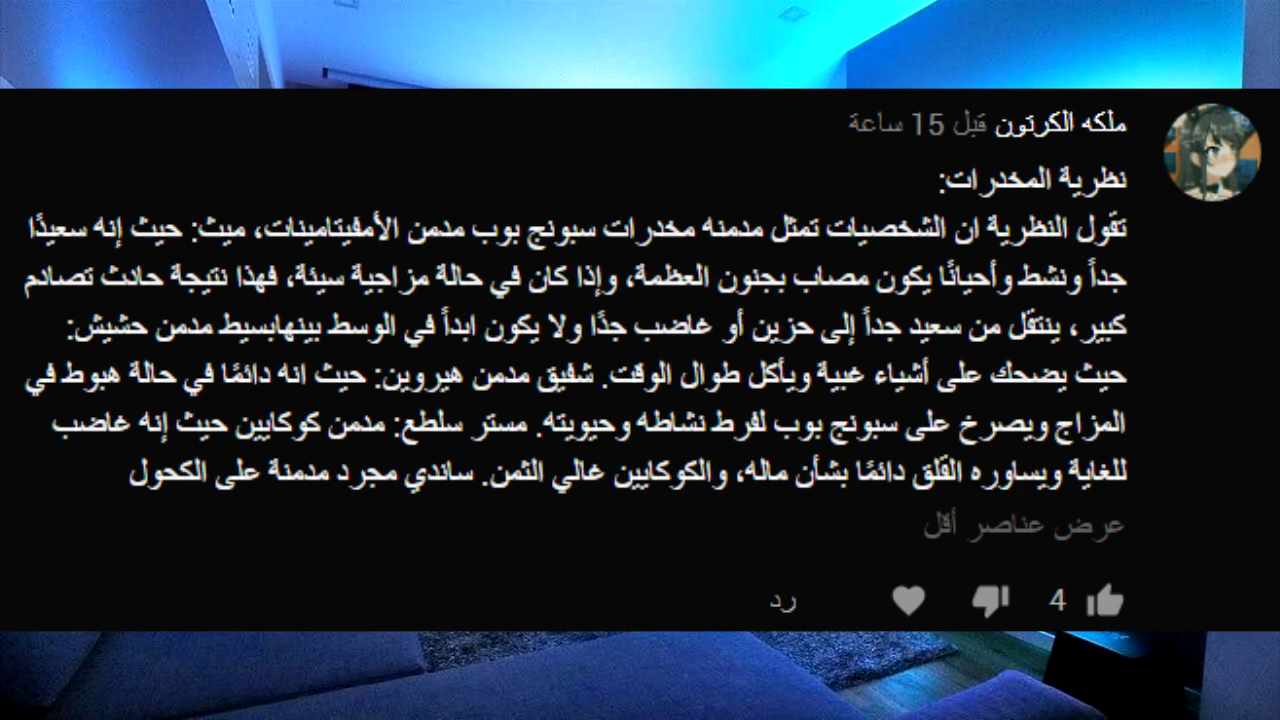 ملكه الكرتون قبل 15 ساعة
نظرية المخدرات:
تقول النظرية ان الشخصيات تمثل مدمنه مخدرات سبونج بوب مدمن الأمفيتامينات، ميث: حيث إنه سعيدًا
جداً ونشط وأحيانًا يكون مصاب بجنون العظمة، وإذا كان في حالة مزاجية سيئة، فهذا نتيجة حادث تصادم
كبير، ينتقل من سعيد جداً إلى حزين أو غاضب جدًا ولا يكون ابداً في الوسط بينهابسيط مدمن حشيش:
حيث يضحك على أشياء غبية ويأكل طوال الوقت. شفيق مدمن هيروين: حيث انه دائمًا في حالة هبوط في
المزاج ويصرخ على سبونج بوب لفرط نشاطه وحيويته. مستر سلطع: مدمن كوكايين حيث إنه غاضب
للغاية ويساوره القلق دائمًا بشأن ماله، والكوكايين غالي الثمن. ساندي مجرد مدمنة على الكحول
عرض عناصر أقل
4 رد